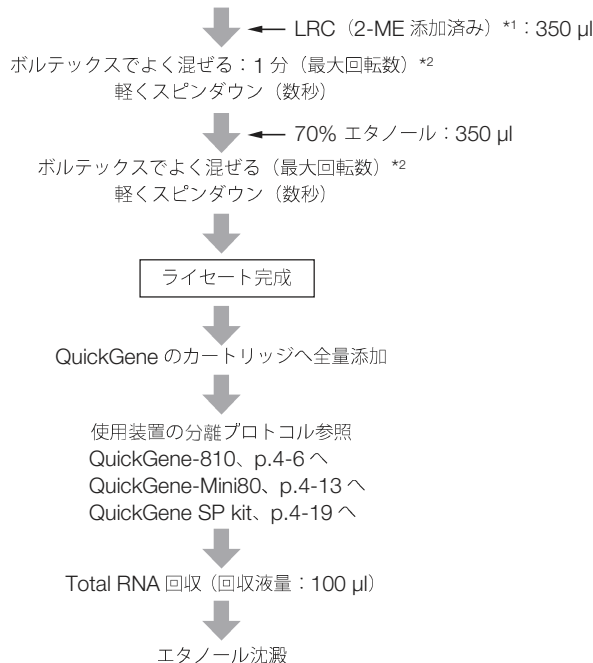 LRC（2-ME 添加済み）*1：350 µl
ボルテックスでよく混ぜる：1 分（最大回転数）*2
軽くスピンダウン（数秒）
70% エタノール：350 µl
ボルテックスでよく混ぜる（最大回転数）*2
軽くスピンダウン（数秒）
ライセート完成
QuickGene のカートリッジへ全量添加
使用装置の分離プロトコル参照
QuickGene-810、p.4-6 へ
QuickGene-Mini80、p.4-13 へ
QuickGene SP kit、p.4-19 へ
Total RNA 回収（回収液量：100 µl）
エタノール沈澱